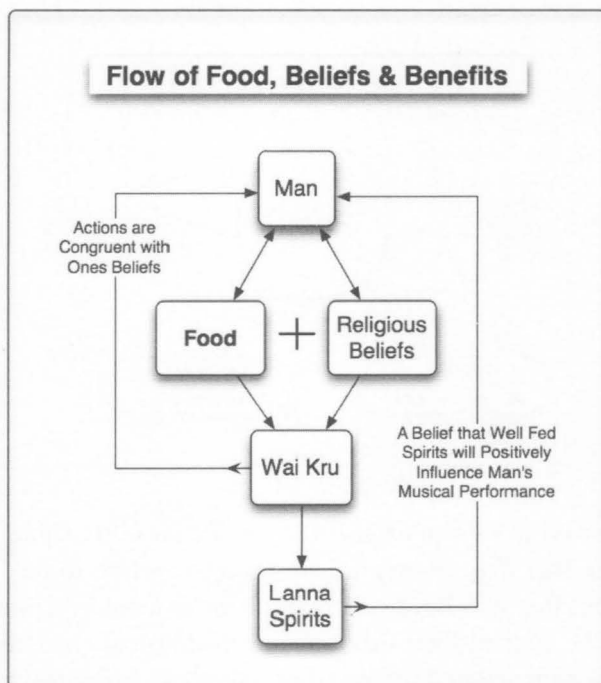 Flow of Food, Beliefs & Benefits
Man
Actions are
Congruent with
Ones Beliefs
Food
+
Religious
Beliefs
Wai Kru
A Belief that Well Fed
Spirits will Positively
Influence Man's
Musical Performance
Lanna
Spirits